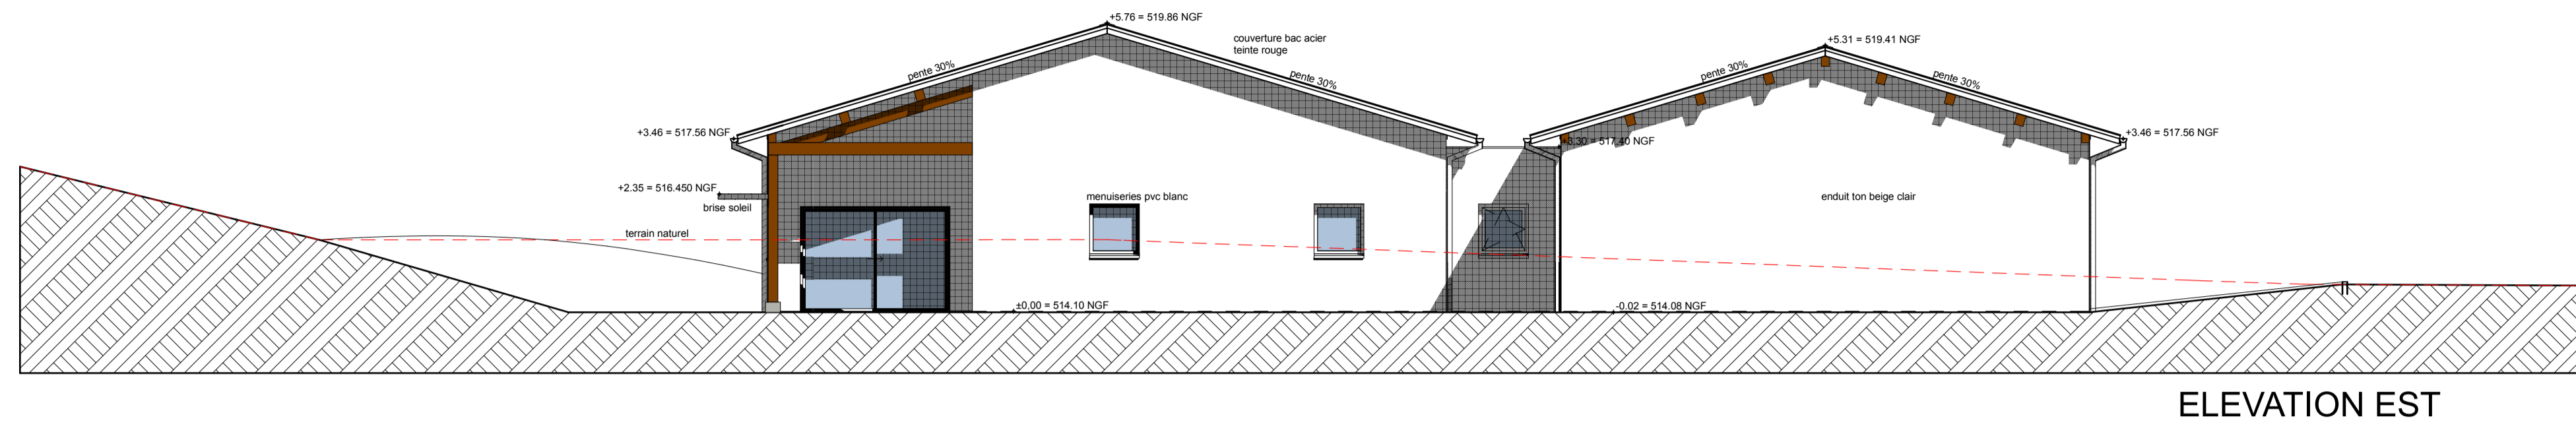 +5.76 = 519.86 NGF
couverture bac acier
teinte rouge
+5.31 = 519.41 NGF
pente 30%
pente 30%
pente 30%
pente 30%
+3.46 = 517.56 NGF
+3.30 = 517.40 NGF
+3.46 = 517.56 NGF
+2.35 = 516.450 NGF
brise soleil
menuiseries pvc blanc
enduit ton beige clair
terrain naturel
±0,00 = 514.10 NGF
-0.02 = 514.08 NGF
ELEVATION EST